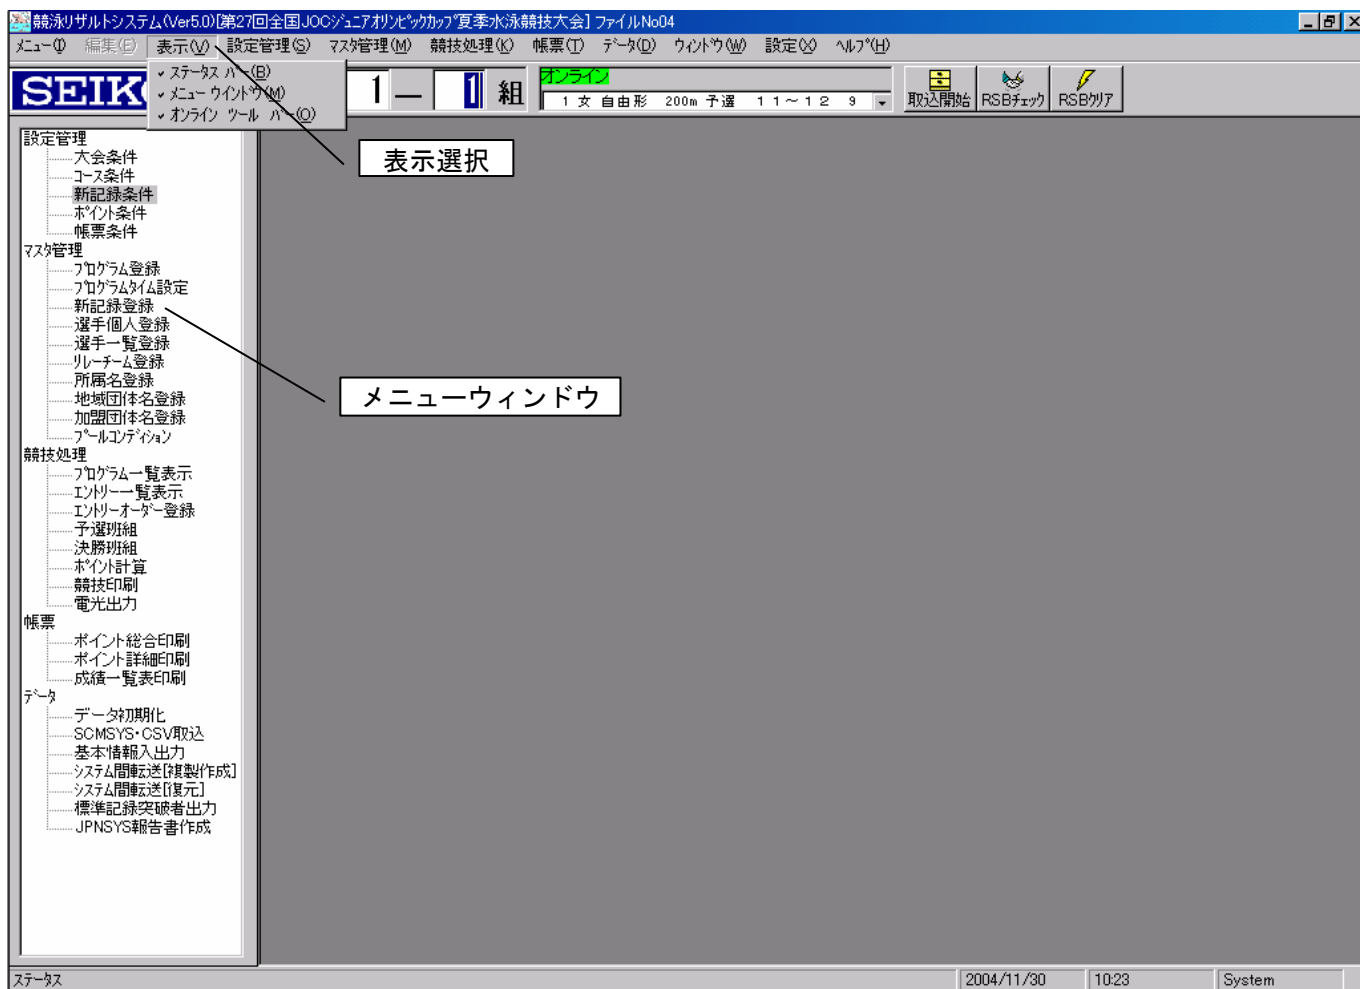 競泳リザルトシステム(Ver5.0)[第27回全国JOCジュニアオリンピックカップ夏季水泳競技大会] ファイルNo04
メニュー(I) 編集(E) 表示(V) 設定管理(S) マスタ管理(M) 競技処理(K) 帳票(T) データ(D) ウィンドウ(W) 設定(X) ヘルプ(H)
ステータス バー(B)
メニュー ウインドウ(M)
オンライン ツール バー(O)
SEIK
1 ― 1 組
オンライン
1 女 自由形 200m 予選 11~12 9
取込開始 RSBチェック RSBクリア
表示選択
メニューウィンドウ
設定管理
大会条件
コース条件
新記録条件
ポイント条件
帳票条件
マスタ管理
プログラム登録
プログラムタイム設定
新記録登録
選手個人登録
選手一覧登録
リレーチーム登録
所属名登録
地域団体名登録
加盟団体名登録
プールコンディション
競技処理
プログラム一覧表示
エントリー一覧表示
エントリーオーダー登録
予選班組
決勝班組
ポイント計算
競技印刷
電光出力
帳票
ポイント総合印刷
ポイント詳細印刷
成績一覧表印刷
データ
データ初期化
SCMSYS・CSV取込
基本情報入出力
システム間転送[複製作成]
システム間転送[復元]
標準記録突破者出力
JPNSYS報告書作成
ステータス 2004/11/30 10:23 System